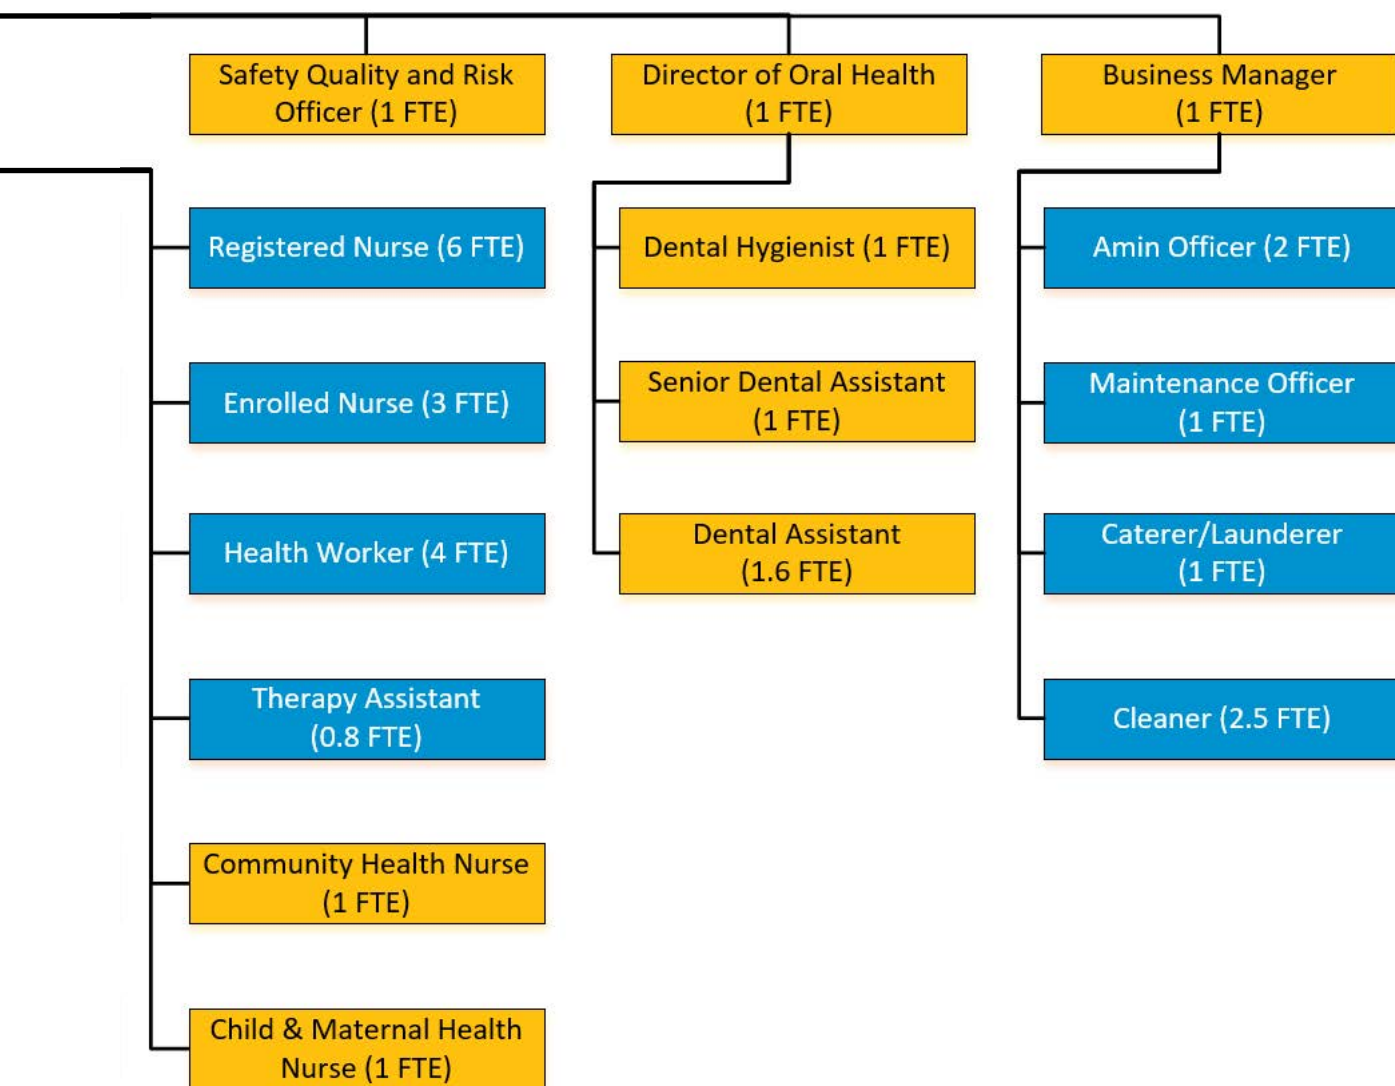 Safety Quality and Risk
Officer (1 FTE)
Director of Oral Health
(1 FTE)
Business Manager
(1 FTE)
Registered Nurse (6 FTE)
Enrolled Nurse (3 FTE)
Health Worker (4 FTE)
Therapy Assistant
(0.8 FTE)
Community Health Nurse
(1 FTE)
Child & Maternal Health
Nurse (1 FTE)
Dental Hygienist (1 FTE)
Senior Dental Assistant
(1 FTE)
Dental Assistant
(1.6 FTE)
Amin Officer (2 FTE)
Maintenance Officer
(1 FTE)
Caterer/Launderer
(1 FTE)
Cleaner (2.5 FTE)